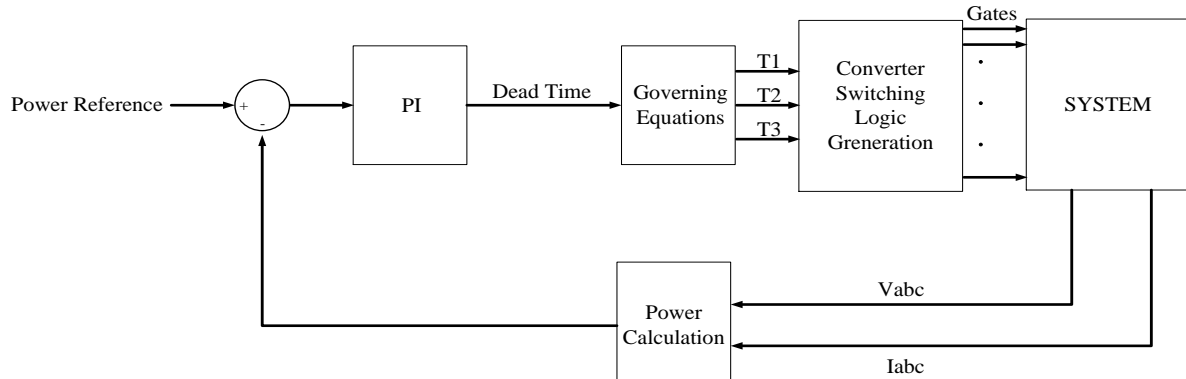 Gates
Power Reference
+
-
PI
Dead Time
Governing
Equations
T1
T2
T3
Converter
Switching
Logic
Greneration
SYSTEM
Vabc
Iabc
Power
Calculation